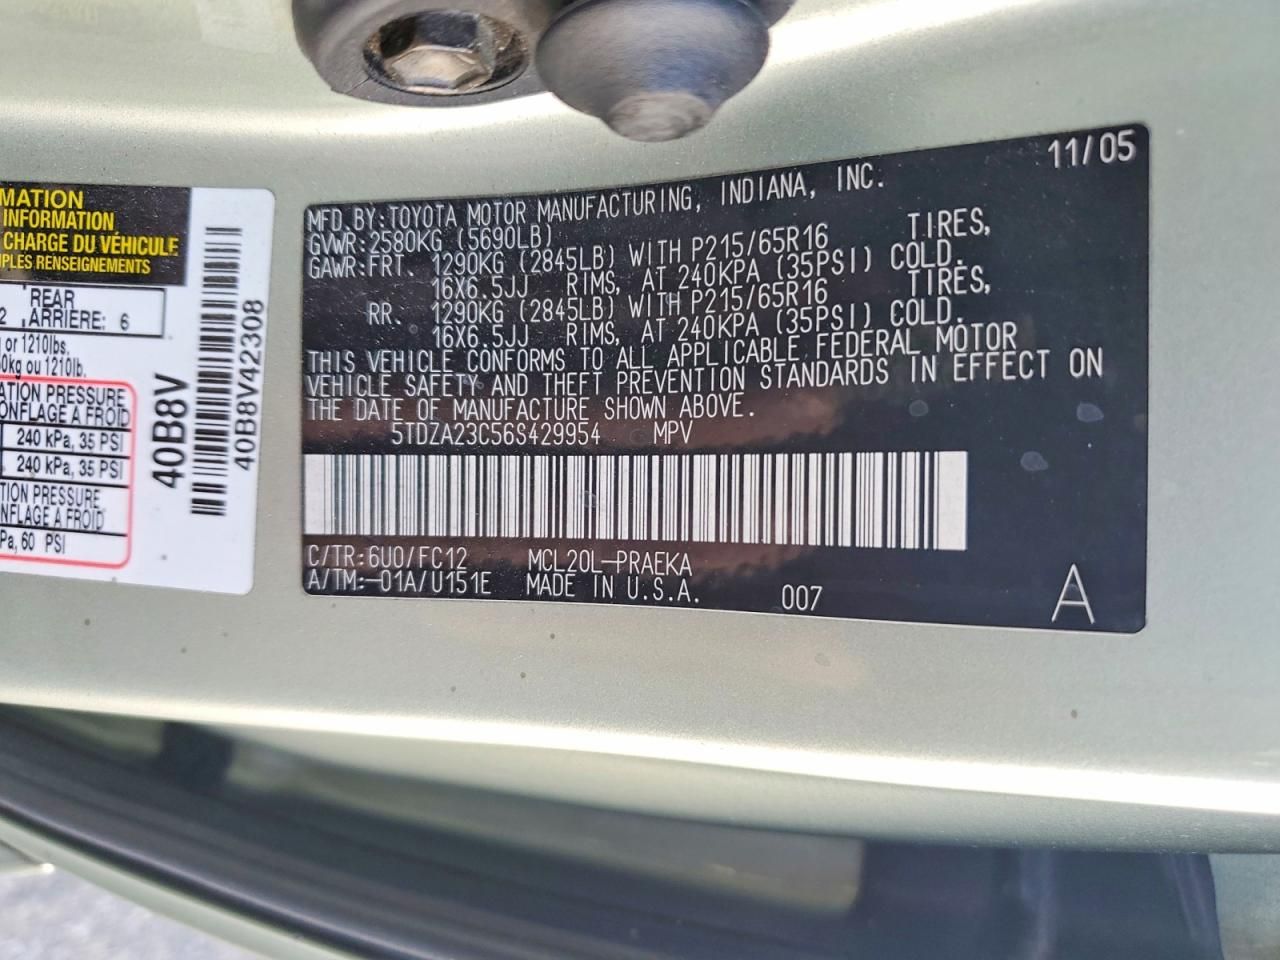 MATION
INFORMATION
CHARGE DU VÉHICULE
PLES RENSEIGNEMENTS
REAR
2 ARRIÈRE: 6
or 1210lbs.
0kg ou 1210lb.
ATION PRESSURE
ONFLAGE A FROID
240 kPa, 35 PSI
240 kPa, 35 PSI
TION PRESSURE
NFLAGE A FROID
Pa, 60 PSI
40B8V
40B8V42308
11/05
MFD.BY:TOYOTA MOTOR MANUFACTURING, INDIANA, INC.
GVWR:2580KG (5690LB)
GAWR:FRT. 1290KG (2845LB) WITH P215/65R16 TIRES,
16X6.5JJ RIMS, AT 240KPA (35PSI) COLD.
RR. 1290KG (2845LB) WITH P215/65R16 TIRES,
16X6.5JJ RIMS, AT 240KPA (35PSI) COLD.
THIS VEHICLE CONFORMS TO ALL APPLICABLE FEDERAL MOTOR
VEHICLE SAFETY AND THEFT PREVENTION STANDARDS IN EFFECT ON
THE DATE OF MANUFACTURE SHOWN ABOVE.
5TDZA23C56S429954 MPV
C/TR:6U0/FC12 MCL20L-PRAEKA
A/TM:-01A/U151E MADE IN U.S.A. 007 A